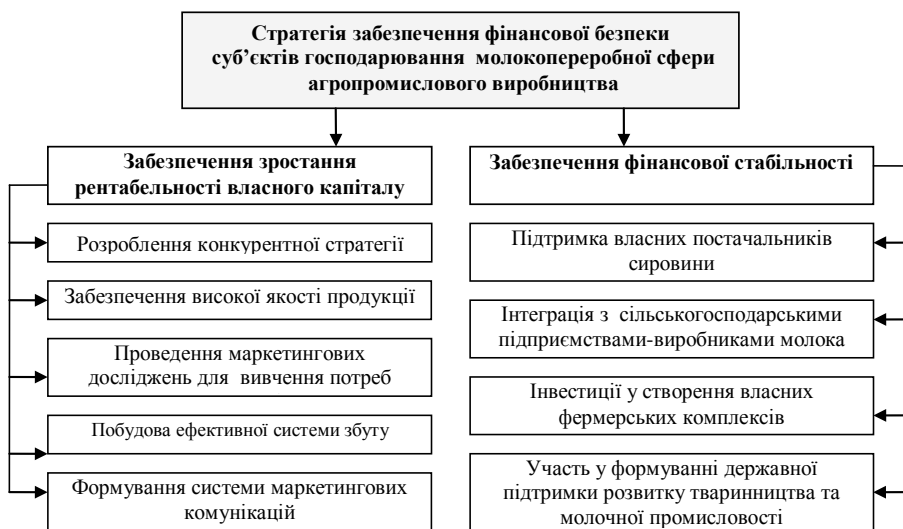 Стратегія забезпечення фінансової безпеки
суб’єктів господарювання молокопереробної сфери
агропромислового виробництва
Забезпечення зростання
рентабельності власного капіталу
Розроблення конкурентної стратегії
Забезпечення високої якості продукції
Проведення маркетингових
досліджень для вивчення потреб
Побудова ефективної системи збуту
Формування системи маркетингових
комунікацій
Забезпечення фінансової стабільності
Підтримка власних постачальників
сировини
Інтеграція з сільськогосподарськими
підприємствами-виробниками молока
Інвестиції у створення власних
фермерських комплексів
Участь у формуванні державної
підтримки розвитку тваринництва та
молочної промисловості